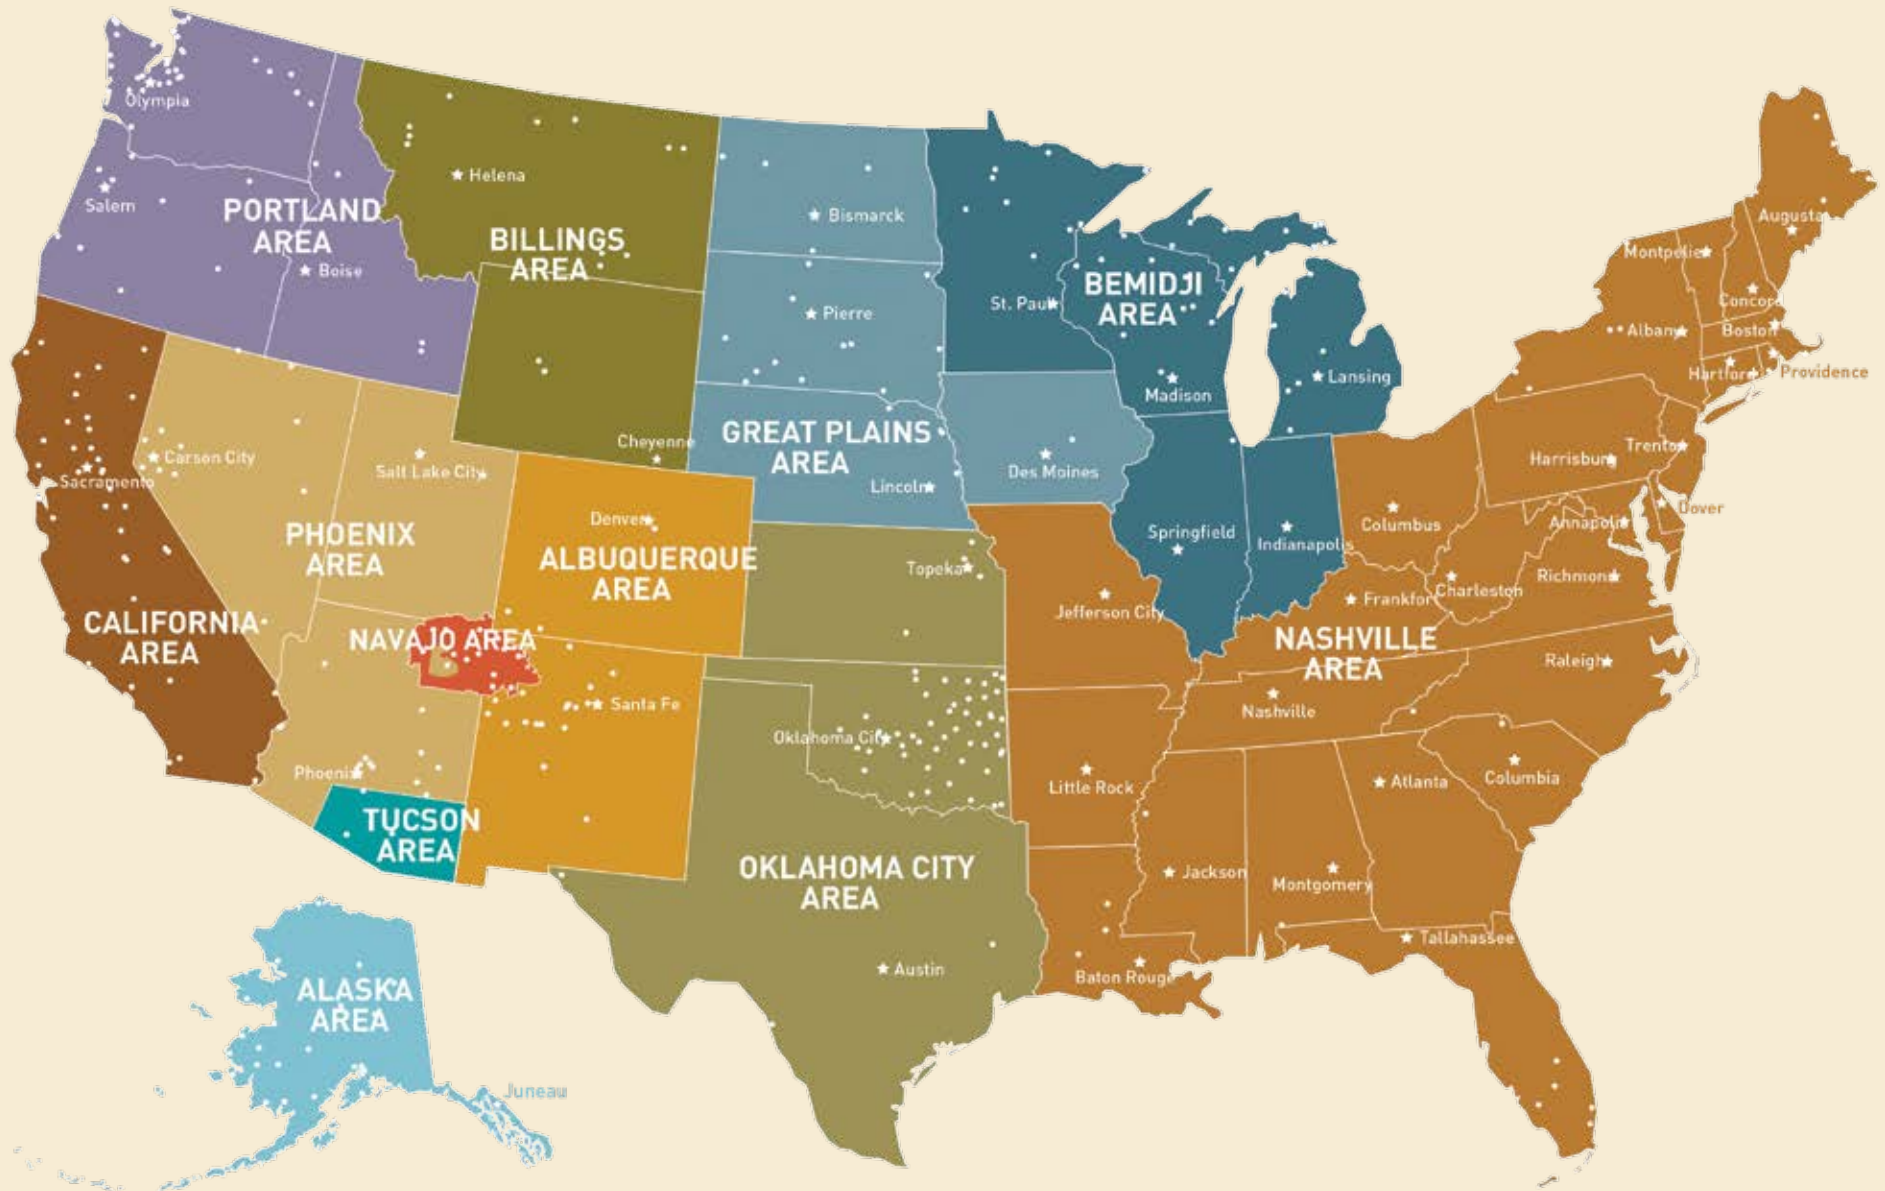 Olympia
Salem
PORTLAND
AREA
Boise
Helena
BILLINGS
AREA
Cheyenne
Bismarck
Pierre
GREAT PLAINS
AREA
Lincoln
Des Moines
St. Paul
BEMIDJI
AREA
Madison
Lansing
Springfield
Indianapolis
Augusta
Montpelier
Concord
Albany
Boston
Hartford
Providence
Trenton
Harrisburg
Dover
Annapolis
Columbus
Richmond
Charleston
Frankfort
Jefferson City
NASHVILLE
AREA
Raleigh
Nashville
Columbia
Atlanta
Little Rock
Jackson
Montgomery
Tallahassee
Baton Rouge
Carson City
Sacramento
Salt Lake City
PHOENIX
AREA
CALIFORNIA
AREA
NAVAJO AREA
Phoenix
TUCSON
AREA
Denver
ALBUQUERQUE
AREA
Santa Fe
Topeka
Oklahoma City
OKLAHOMA CITY
AREA
Austin
ALASKA
AREA
Juneau